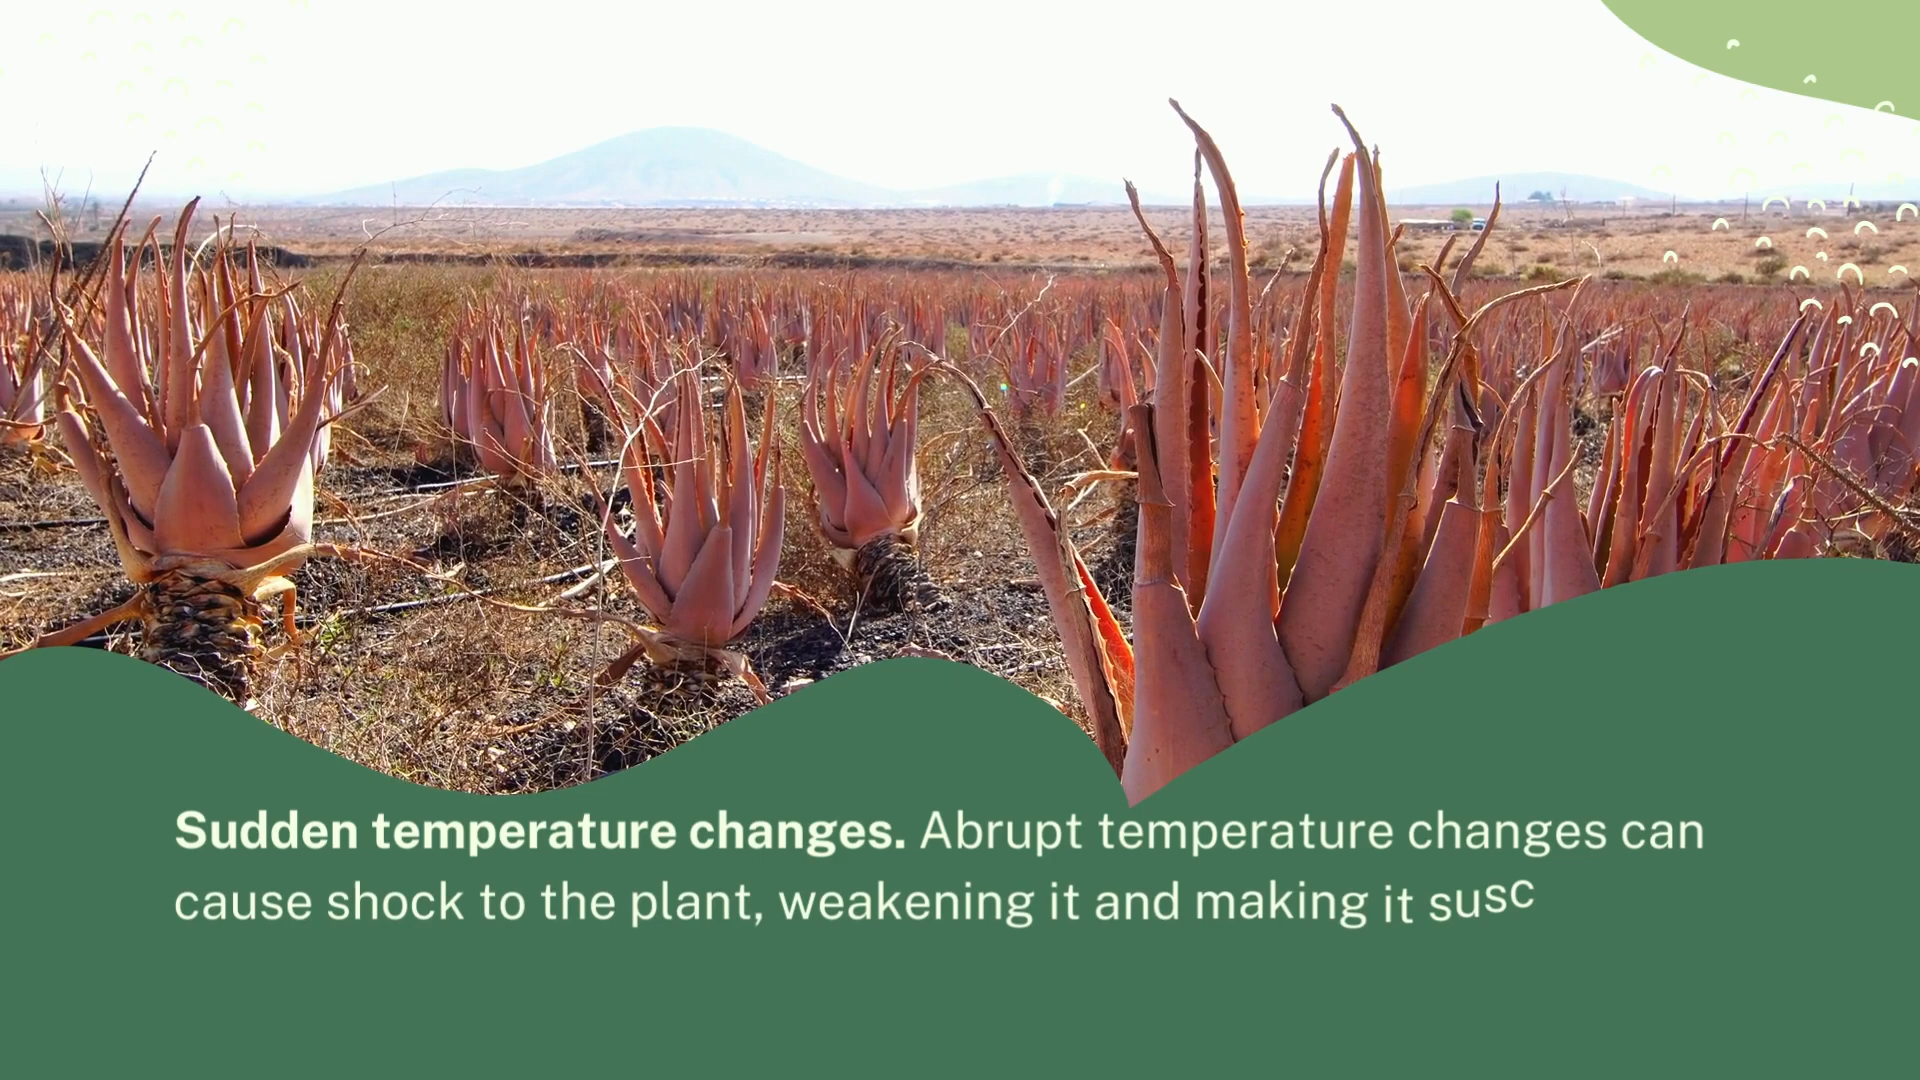 Sudden temperature changes. Abrupt temperature changes can
cause shock to the plant, weakening it and making it susc